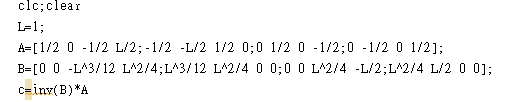 clc;clear
L=1;
A=[1/2 0 -1/2 L/2;-1/2 -L/2 1/2 0;0 1/2 0 -1/2;0 -1/2 0 1/2];
B=[0 0 -L^3/12 L^2/4;L^3/12 L^2/4 0 0;0 0 L^2/4 -L/2;L^2/4 L/2 0 0];
c=inv(B)*A